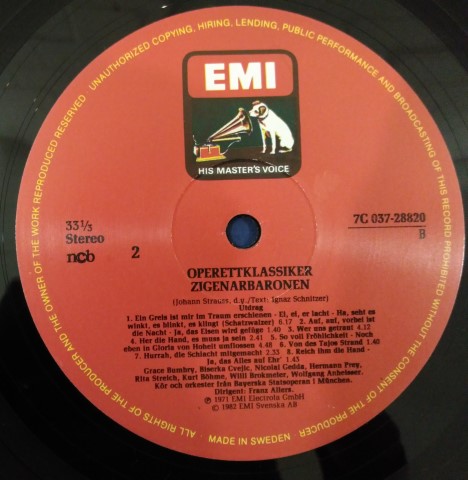 UNAUTHORIZED COPYING, HIRING, LENDING, PUBLIC PERFORMANCE AND BROADCASTING OF THIS RECORD PROHIBITED WITHOUT THE CONSENT OF THE PRODUCER
ALL RIGHTS OF THE PRODUCER AND THE OWNER OF THE WORK REPRODUCED RESERVED
EMI
HIS MASTER'S VOICE
33⅓
Stereo
ncb
2
7C 037-28820
B
OPERETTKLASSIKER
ZIGENARBARONEN
(Johann Strauss, d.y./Text: Ignaz Schnitzer)
Utdrag
1. Ein Greis ist mir im Traum erschienen - Ei, ei, er lacht - Ha, seht es
winkt, es blinkt, es klingt (Schatzwalzer) 6.17 2. Auf, auf, vorbei ist
die Nacht - Ja, das Eisen wird gefüge 1.40 3. Wer uns getraut 4.12
4. Her die Hand, es muss ja sein 2.41 5. So voll Fröhlichkeit - Noch
eben in Gloria von Hoheit umflossen 4.48 6. Von des Tajos Strand 1.40
7. Hurrah, die Schlacht mitgemacht 2.33 8. Reich ihm die Hand -
Ja, das Alles auf Ehr' 1.43
Grace Bumbry, Biserka Cvejic, Nicolai Gedda, Hermann Prey,
Rita Streich, Karl Böhme, Willi Brokmeier, Wolfgang Anheisser.
Kör och orkester från Bayerska Statsoperan i München.
Dirigent: Franz Allers.
℗ 1971 EMI Electrola GmbH
© 1982 EMI Svenska AB
MADE IN SWEDEN